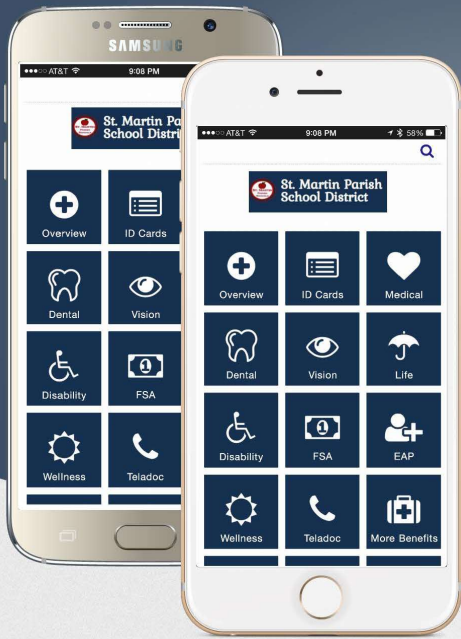 SAMSUNG
●●●○○ AT&T
9:08 PM
St. Martin Pa
School Distri
Overview
ID Cards
Dental
Vision
Disability
FSA
Wellness
Teladoc
●●●○○ AT&T
9:08 PM
58%
St. Martin Parish
School District
Overview
ID Cards
Medical
Dental
Vision
Life
Disability
FSA
EAP
Wellness
Teladoc
More Benefits